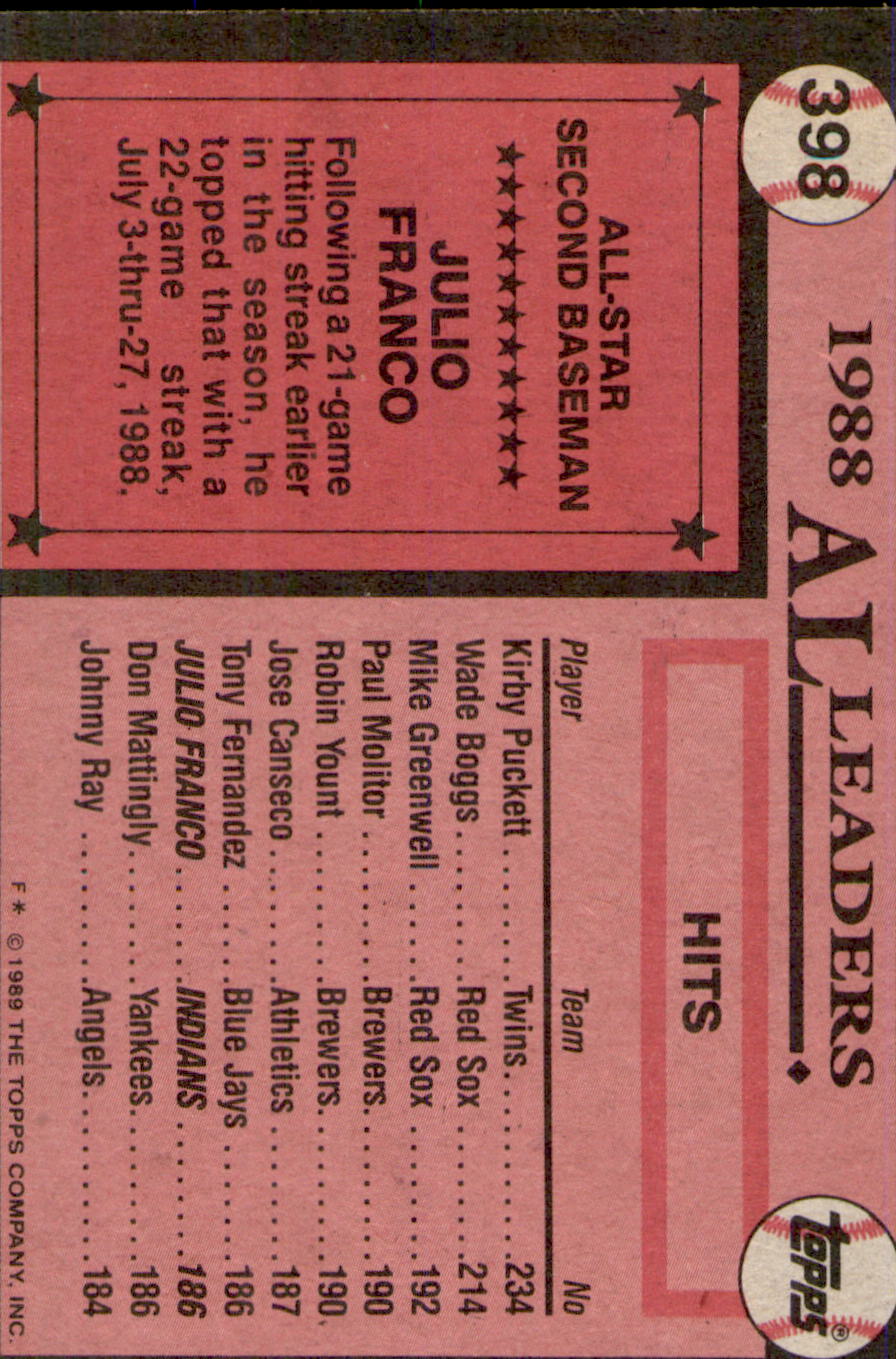 398
1988 AL LEADERS
topps®
ALL-STAR
SECOND BASEMAN
★★★★★★★★★★★
JULIO
FRANCO
Following a 21-game
hitting streak earlier
in the season, he
topped that with a
22-game streak,
July 3-thru-27, 1988.
HITS
Player Team No
Kirby Puckett.........Twins...........234
Wade Boggs.........Red Sox........214
Mike Greenwell......Red Sox........192
Paul Molitor.........Brewers.........190
Robin Yount.........Brewers.........190
Jose Canseco........Athletics........187
Tony Fernandez......Blue Jays.......186
JULIO FRANCO.......INDIANS........186
Don Mattingly........Yankees........186
Johnny Ray..........Angels..........184
F* ©1989 THE TOPPS COMPANY, INC.